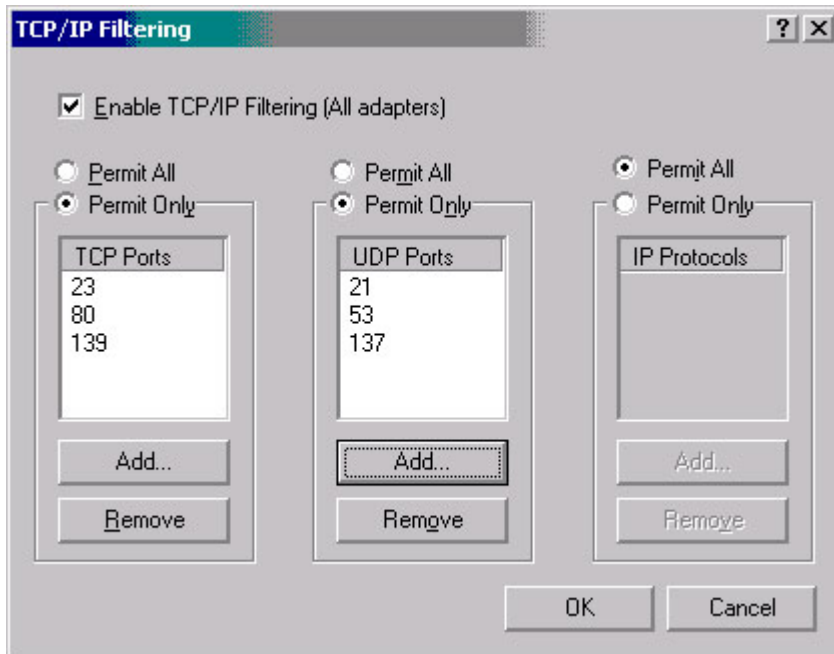 TCP/IP Filtering
Enable TCP/IP Filtering (All adapters)
Permit All
Permit Only
TCP Ports
23
80
139
Add...
Remove
Permit All
Permit Only
UDP Ports
21
53
137
Add...
Remove
Permit All
Permit Only
IP Protocols
Add...
Remove
OK
Cancel